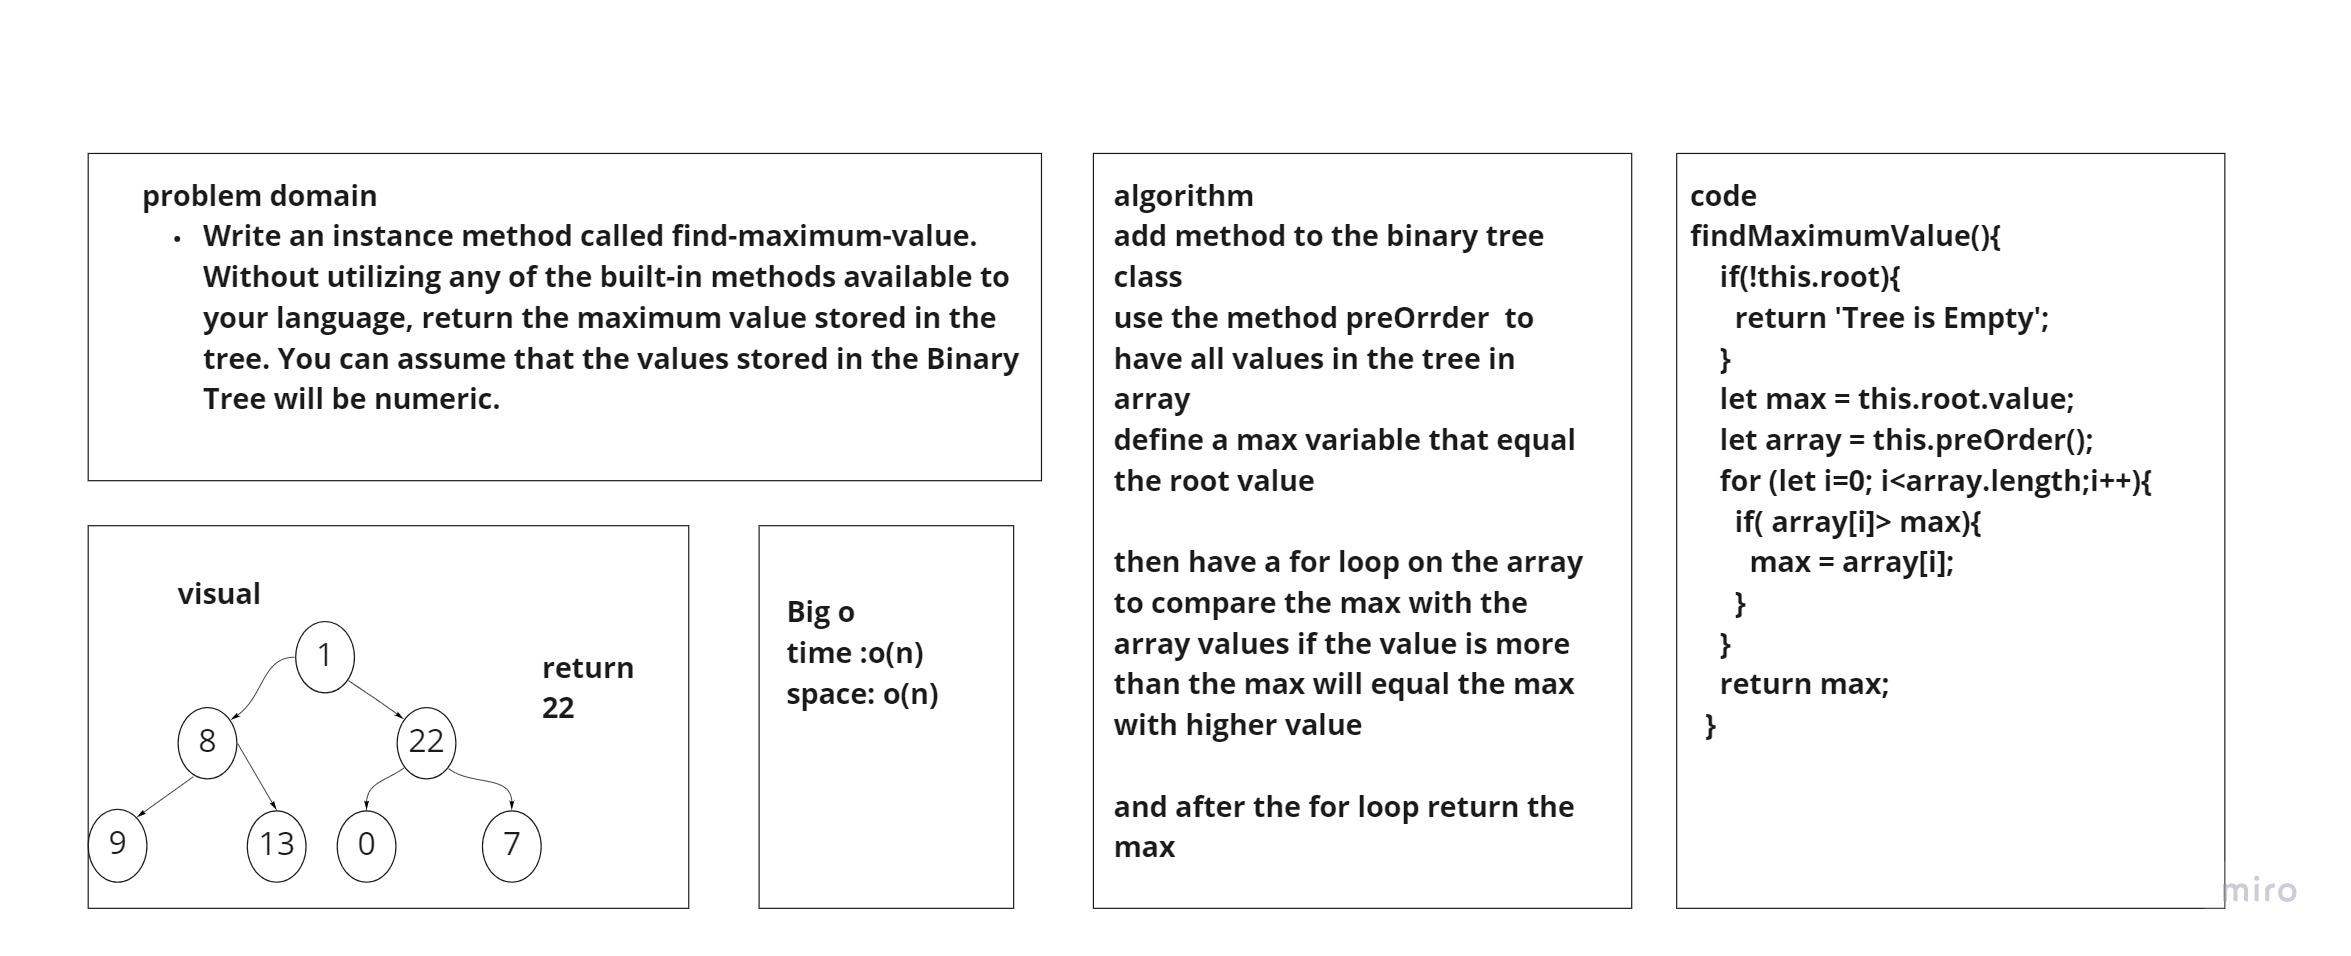 problem domain
• Write an instance method called find-maximum-value.
Without utilizing any of the built-in methods available to
your language, return the maximum value stored in the
tree. You can assume that the values stored in the Binary
Tree will be numeric.
visual
1
8
22
9
13
0
7
return
22
Big o
time :o(n)
space: o(n)
algorithm
add method to the binary tree
class
use the method preOrrder  to
have all values in the tree in
array
define a max variable that equal
the root value
then have a for loop on the array
to compare the max with the
array values if the value is more
than the max will equal the max
with higher value
and after the for loop return the
max
code
findMaximumValue(){
if(!this.root){
return 'Tree is Empty';
}
let max = this.root.value;
let array = this.preOrder();
for (let i=0; i<array.length;i++){
if( array[i]> max){
max = array[i];
}
}
return max;
}
miro